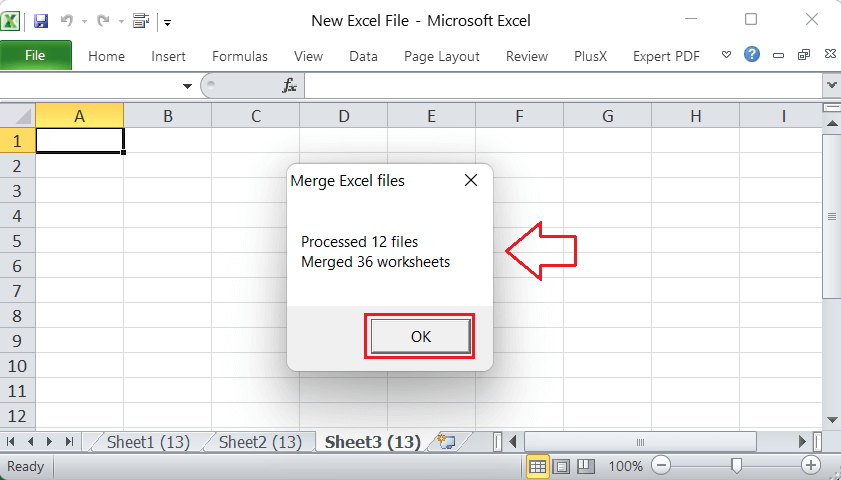 New Excel File - Microsoft Excel
File Home Insert Formulas View Data Page Layout Review PlusX Expert PDF
fx
A B C D E F G H I
1
2
3
4
5
6
7
8
9
10
11
12
Merge Excel files
Processed 12 files
Merged 36 worksheets
OK
Sheet1 (13) Sheet2 (13) Sheet3 (13)
Ready 100%